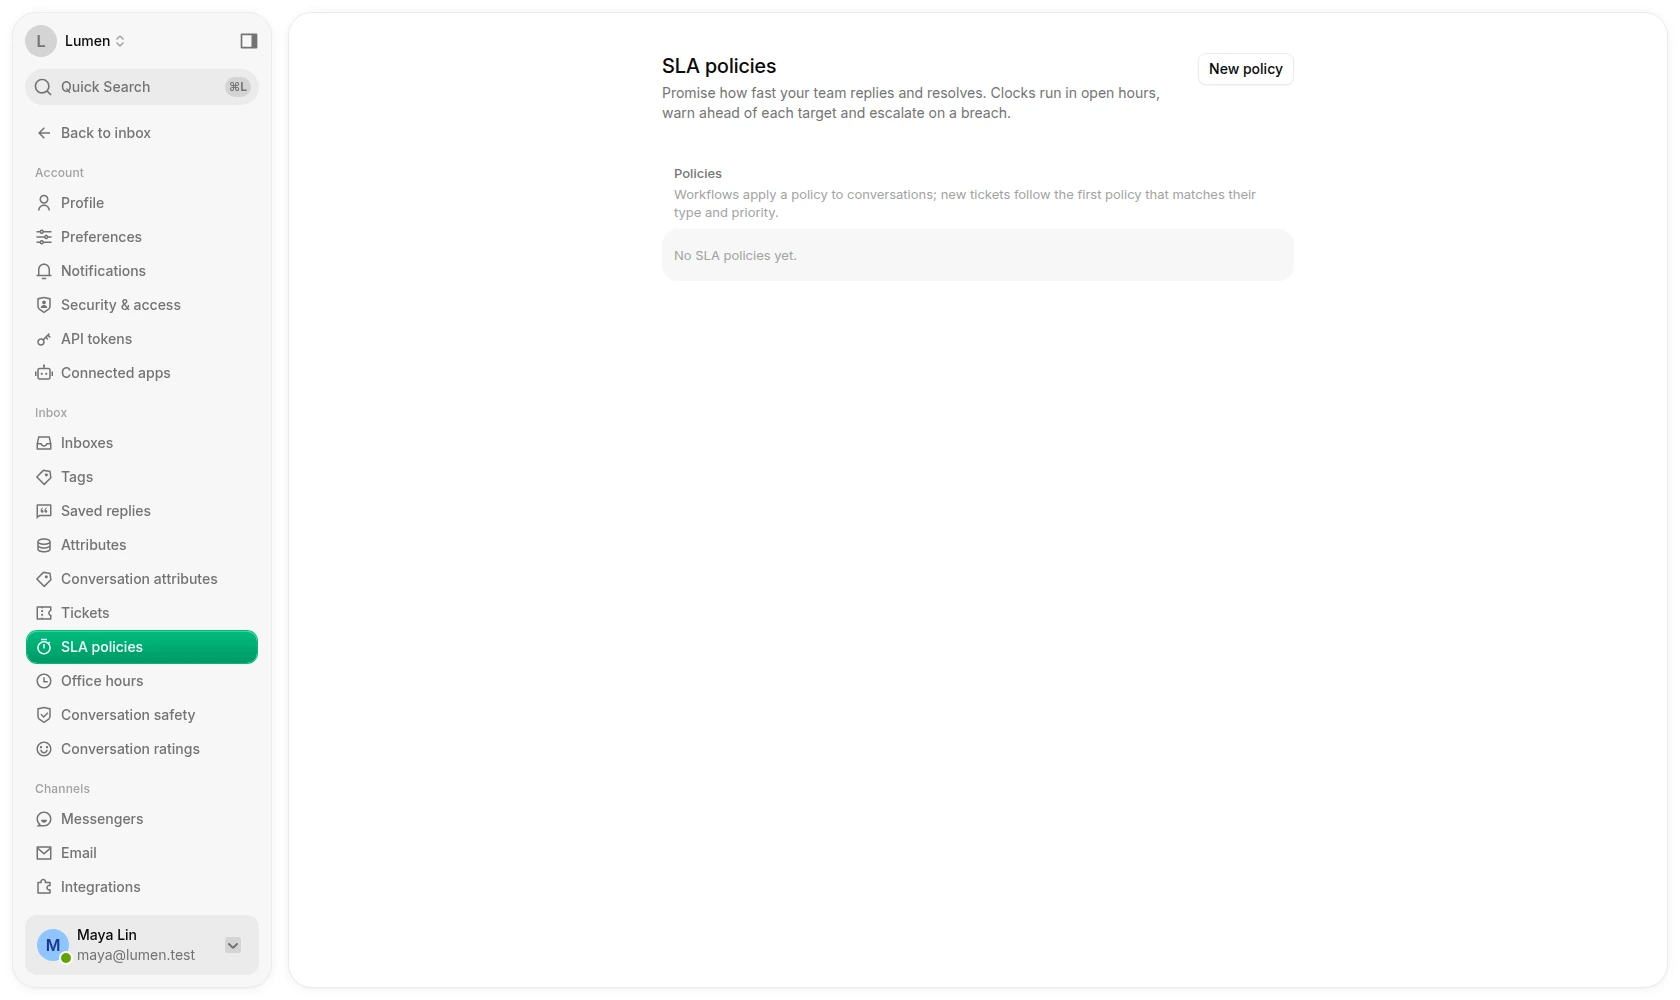 L
Lumen
Quick Search
⌘L
Back to inbox
Account
Profile
Preferences
Notifications
Security & access
API tokens
Connected apps
Inbox
Inboxes
Tags
Saved replies
Attributes
Conversation attributes
Tickets
SLA policies
Office hours
Conversation safety
Conversation ratings
Channels
Messengers
Email
Integrations
M
Maya Lin
maya@lumen.test
SLA policies
New policy
Promise how fast your team replies and resolves. Clocks run in open hours,
warn ahead of each target and escalate on a breach.
Policies
Workflows apply a policy to conversations; new tickets follow the first policy that matches their
type and priority.
No SLA policies yet.